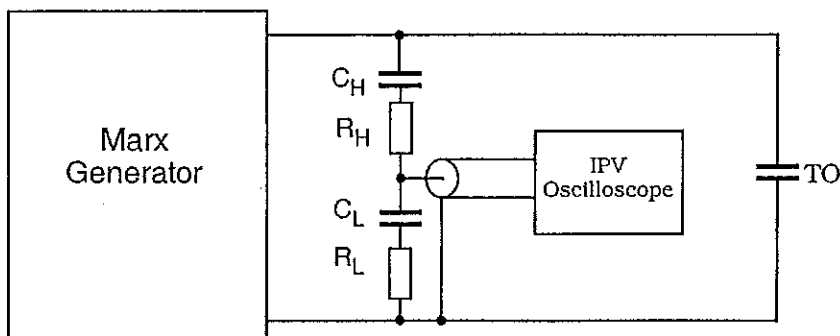 Marx
Generator
C_H
R_H
C_L
R_L
IPV
Oscilloscope
TO